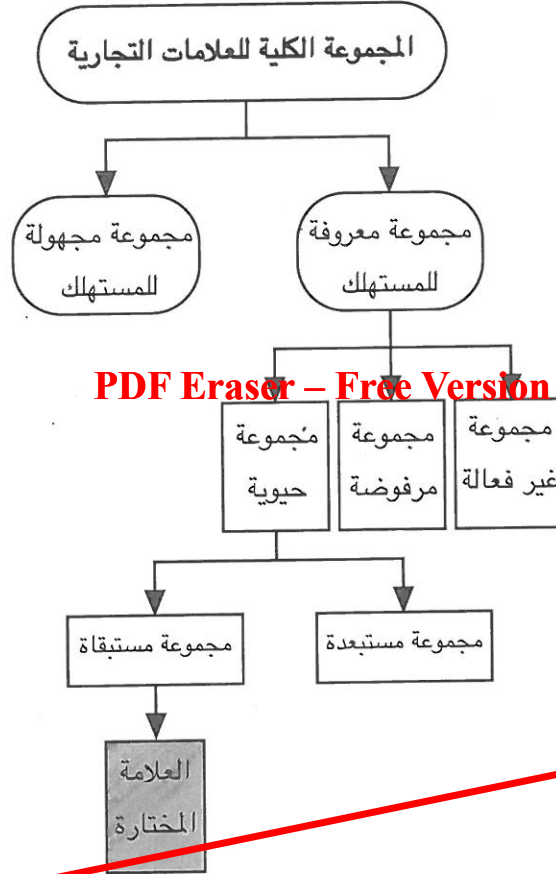 المجموعة الكلية للعلامات التجارية
مجموعة معروفة
للمستهلك
مجموعة مجهولة
للمستهلك
PDF Eraser – Free Version
مجموعة
غير فعالة
مجموعة
مرفوضة
مجموعة
حيوية
مجموعة مستبعدة
مجموعة مستبقاة
العلامة
المختارة